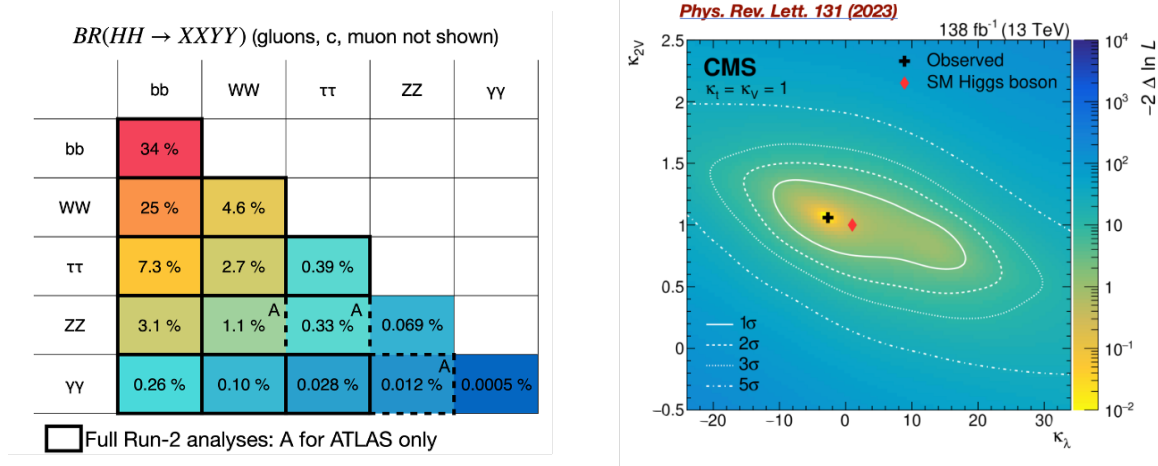 BR(HH → XXYY) (gluons, c, muon not shown)
bb WW ττ ZZ γγ
bb 34 %
WW 25 % 4.6 %
ττ 7.3 % 2.7 % 0.39 %
ZZ 3.1 % 1.1 % A 0.33 % A 0.069 %
γγ 0.26 % 0.10 % 0.028 % 0.012 % A 0.0005 %
Full Run-2 analyses: A for ATLAS only
Phys. Rev. Lett. 131 (2023)
138 fb⁻¹ (13 TeV)
CMS
κt = κV = 1
Observed
SM Higgs boson
1σ
2σ
3σ
5σ
κ2V
2.5
2
1.5
1
0.5
0
−0.5
−20 −10 0 10 20 30
κλ
10⁴
10³
10²
10
1
10⁻¹
10⁻²
−2 Δ ln L